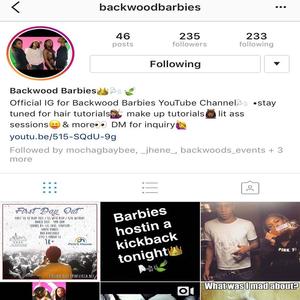 backwoodbarbies
46
235
233
posts
followers
following
Following
Backwood Barbies👑🌬🍃
Official IG for Backwood Barbies YouTube Channel🌬 •stay
tuned for hair tutorials💇🏾 make up tutorials💄 lit ass
sessions😛 & more👀 DM for inquiry🙋🏾
youtu.be/515-SQdU-9g
Followed by mochagbaybee, _jhene_, backwoods_events + 3
more
First Day Out
Barbies
hostin a
kickback
tonight👑
What was I mad about?